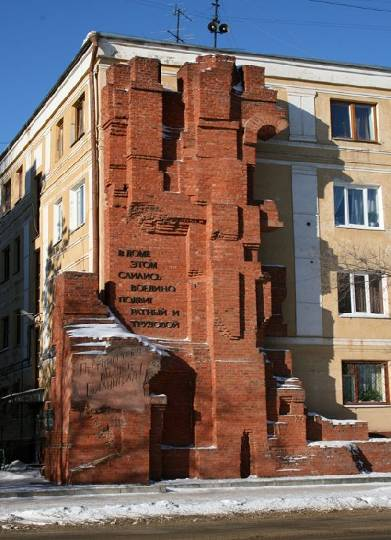 В ДОМЕ
ЭТОМ
СЛИЛИСЬ
ВОЕДИНО
ПОДВИГ
РАТНЫЙ И
ТРУДОВОЙ